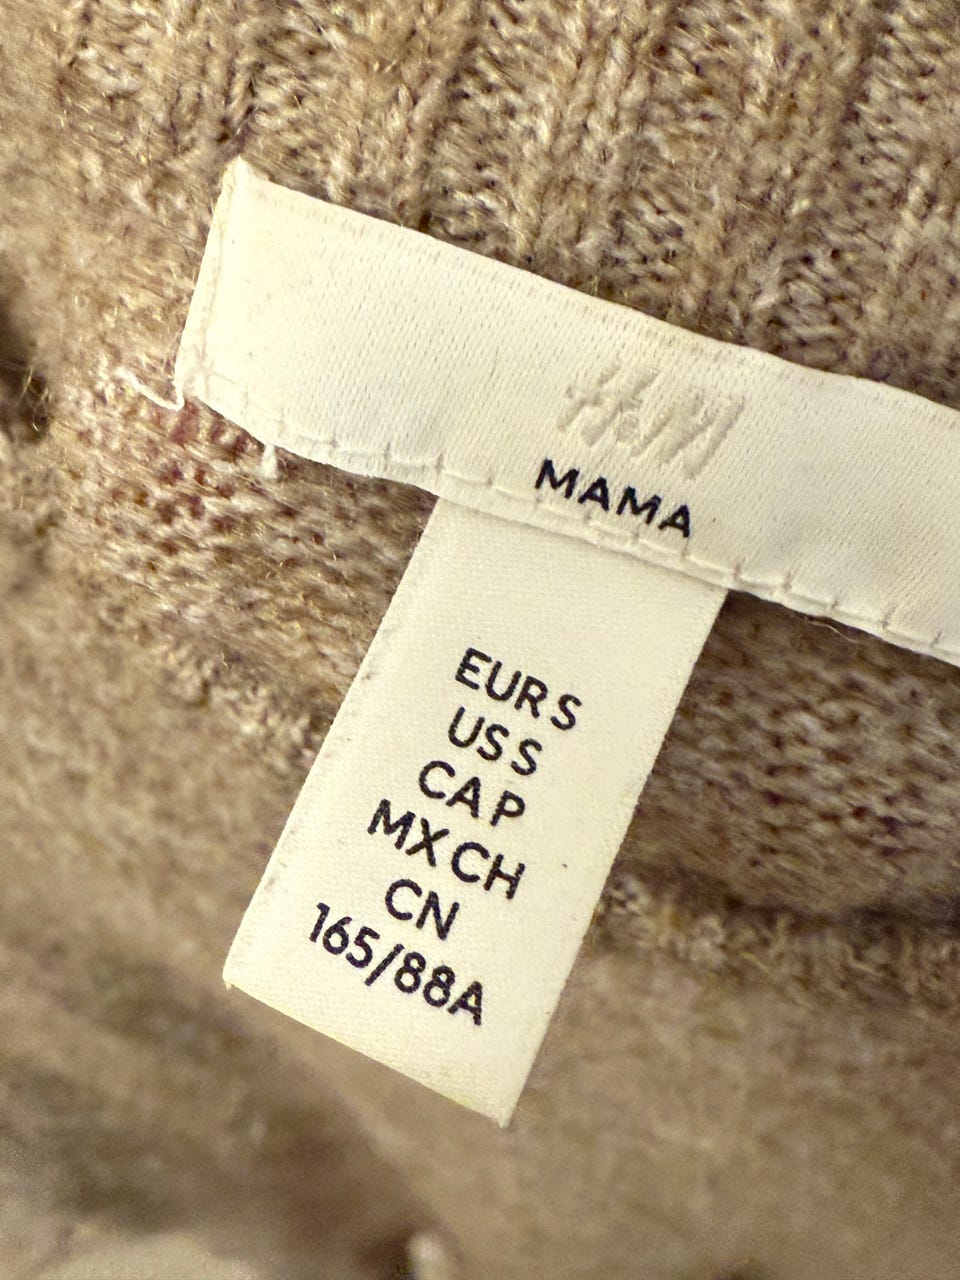 H&M
MAMA
EUR S
US S
CA P
MX CH
CN
165/88A